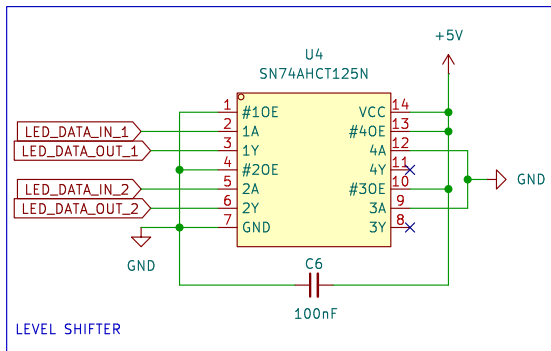 +5V
U4
SN74AHCT125N
1 #1OE VCC 14
LED_DATA_IN_1 2 1A #4OE 13
LED_DATA_OUT_1 3 1Y 4A 12
4 #2OE 4Y 11
LED_DATA_IN_2 5 2A #3OE 10
LED_DATA_OUT_2 6 2Y 3A 9
7 GND 3Y 8
GND
GND
C6
100nF
LEVEL SHIFTER